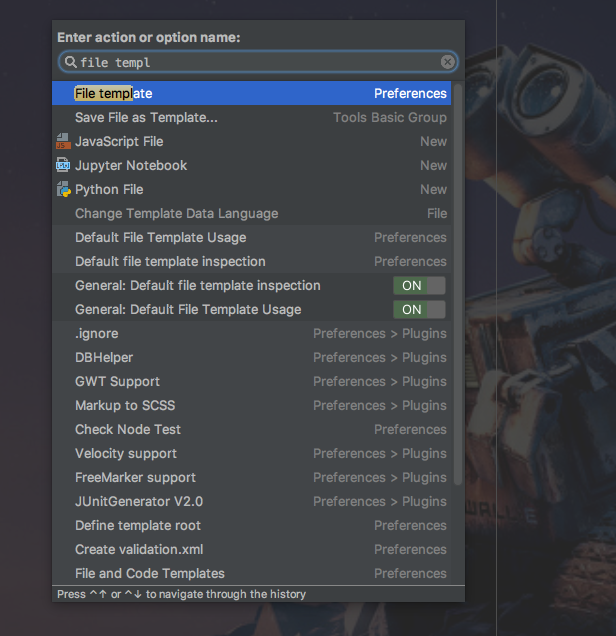 Enter action or option name:
file templ
File template Preferences
Save File as Template... Tools Basic Group
JavaScript File New
Jupyter Notebook New
Python File New
Change Template Data Language File
Default File Template Usage Preferences
Default file template inspection Preferences
General: Default file template inspection ON
General: Default File Template Usage ON
.ignore Preferences > Plugins
DBHelper Preferences > Plugins
GWT Support Preferences > Plugins
Markup to SCSS Preferences > Plugins
Check Node Test Preferences
Velocity support Preferences > Plugins
FreeMarker support Preferences > Plugins
JUnitGenerator V2.0 Preferences > Plugins
Define template root Preferences
Create validation.xml Preferences
File and Code Templates Preferences
Press ^↑ or ^↓ to navigate through the history
WALL